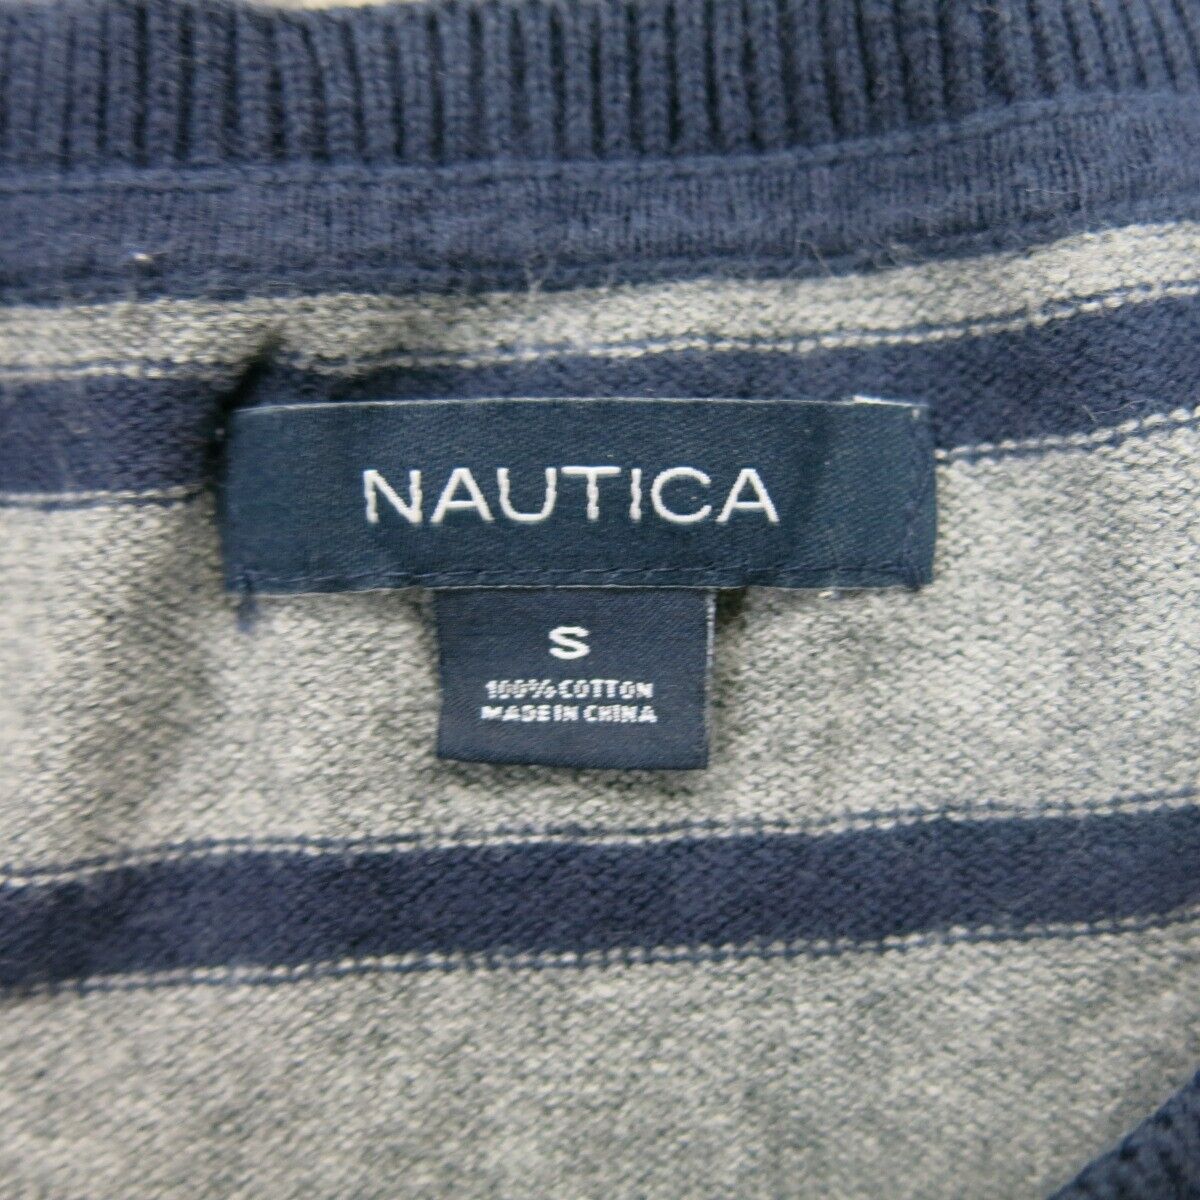 NAUTICA
S
100% COTTON
MADE IN CHINA